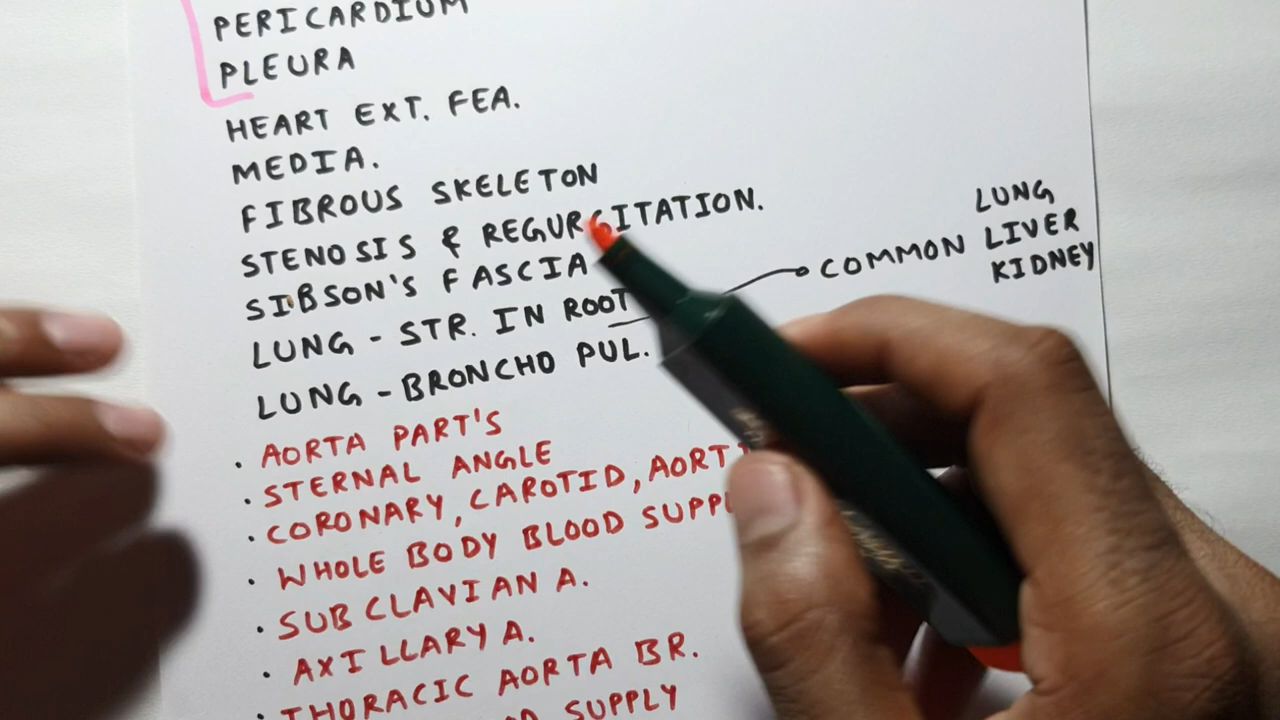 PERICARDIUM
PLEURA
HEART EXT. FEA.
MEDIA.
FIBROUS SKELETON
STENOSIS & REGURGITATION.
SIBSON'S FASCIA
LUNG - STR. IN ROOT
COMMON LUNG
LIVER
KIDNEY
LUNG - BRONCHO PUL.
· AORTA PART'S
· STERNAL ANGLE
· CORONARY, CAROTID,
· WHOLE BODY BLOOD
· SUBCLAVIAN A.
· AXILLARY A.
· THORACIC AORTA BR.
SUPPLY